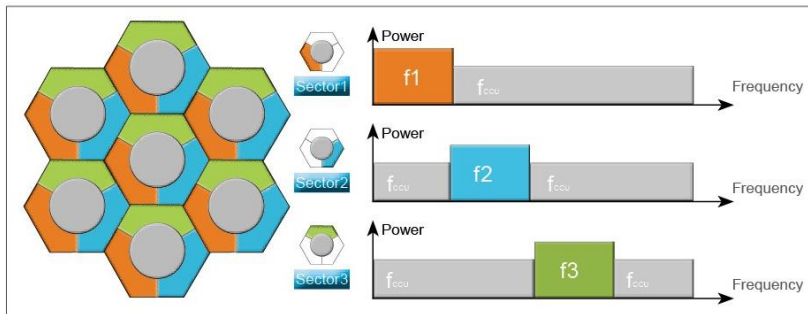 Power
f1
fccu
Frequency
Sector1
Power
fccu
f2
fccu
Frequency
Sector2
Power
fccu
f3
fccu
Frequency
Sector3